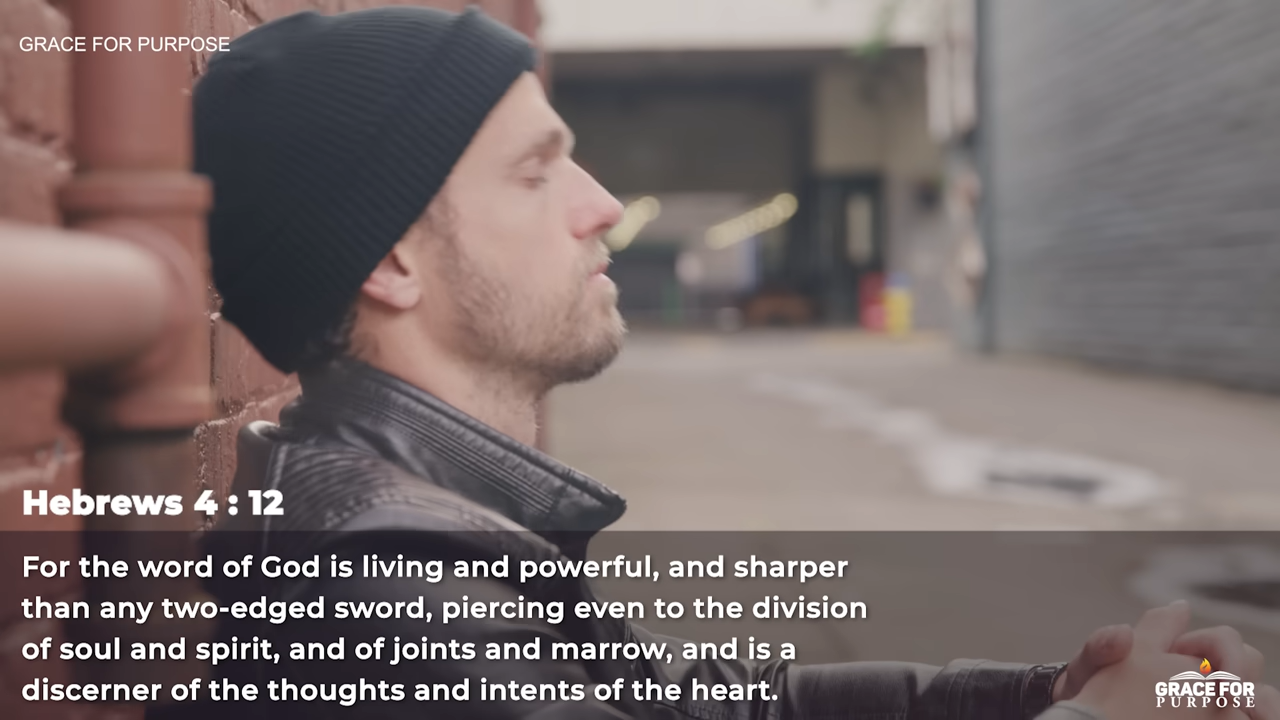 GRACE FOR PURPOSE
Hebrews 4 : 12
For the word of God is living and powerful, and sharper
than any two-edged sword, piercing even to the division
of soul and spirit, and of joints and marrow, and is a
discerner of the thoughts and intents of the heart.
GRACE FOR
PURPOSE